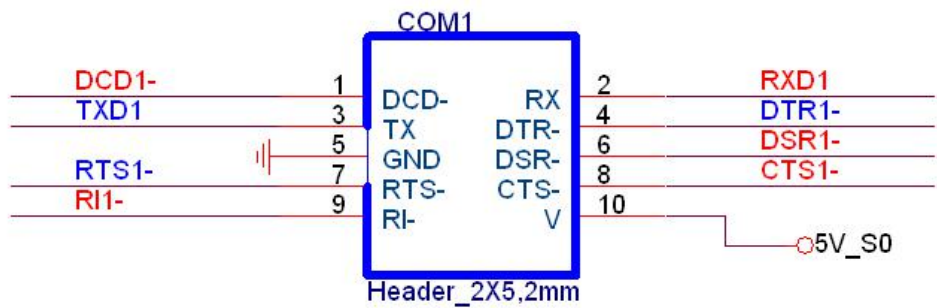 COM1
DCD1- 1 DCD- RX 2 RXD1
TXD1 3 TX DTR- 4 DTR1-
5 GND DSR- 6 DSR1-
RTS1- 7 RTS- CTS- 8 CTS1-
RI1- 9 RI- V 10
5V_S0
Header_2X5,2mm